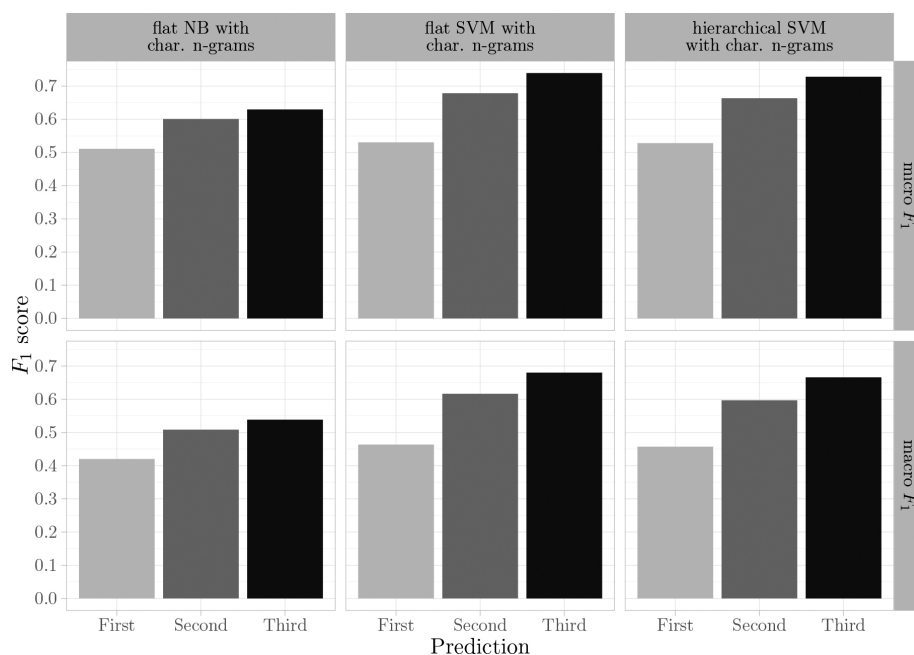 flat NB with
char. n-grams
flat SVM with
char. n-grams
hierarchical SVM
with char. n-grams
0.7
0.6
0.5
0.4
0.3
0.2
0.1
0.0
micro F₁
F₁ score
0.7
0.6
0.5
0.4
0.3
0.2
0.1
0.0
macro F₁
First Second Third
First Second Third
First Second Third
Prediction